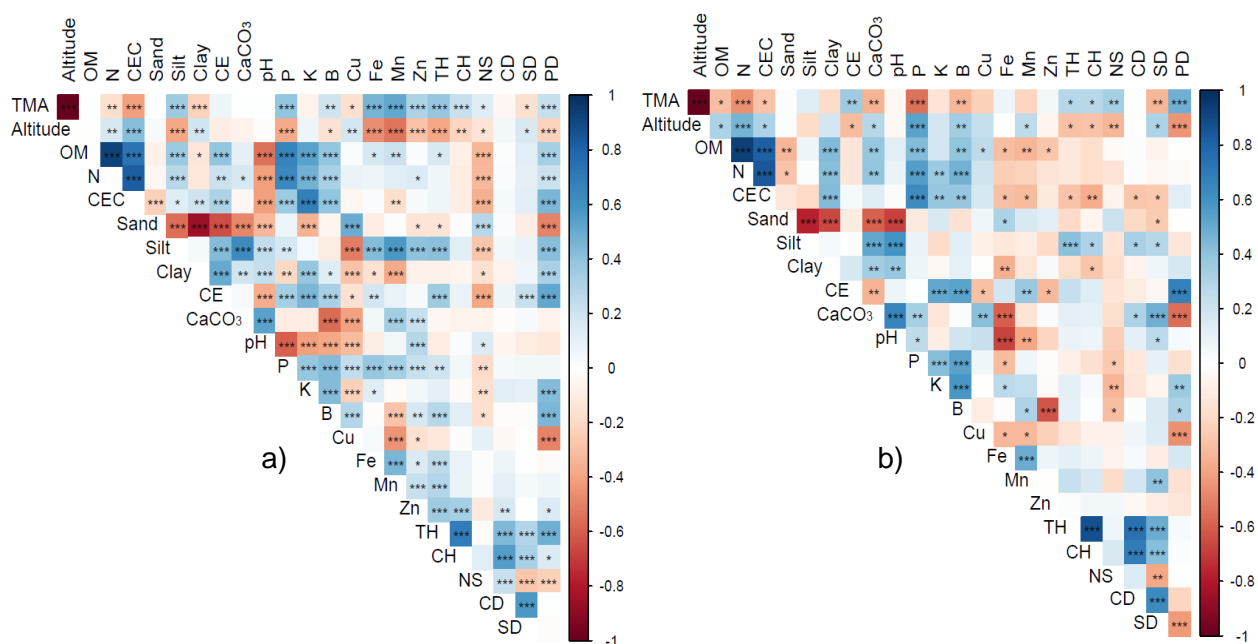 Altitude OM N CEC Sand Silt Clay CE CaCO₃ pH P K B Cu Fe Mn Zn TH CH NS CD SD PD
TMA
Altitude
OM
N
CEC
Sand
Silt
Clay
CE
CaCO₃
pH
P
K
B
Cu
Fe
Mn
Zn
TH
CH
NS
CD
SD
a)
1
0.8
0.6
0.4
0.2
0
-0.2
-0.4
-0.6
-0.8
-1
Altitude OM N CEC Sand Silt Clay CE CaCO₃ pH P K B Cu Fe Mn Zn TH CH NS CD SD PD
TMA
Altitude
OM
N
CEC
Sand
Silt
Clay
CE
CaCO₃
pH
P
K
B
Cu
Fe
Mn
Zn
TH
CH
NS
CD
SD
b)
1
0.8
0.6
0.4
0.2
0
-0.2
-0.4
-0.6
-0.8
-1